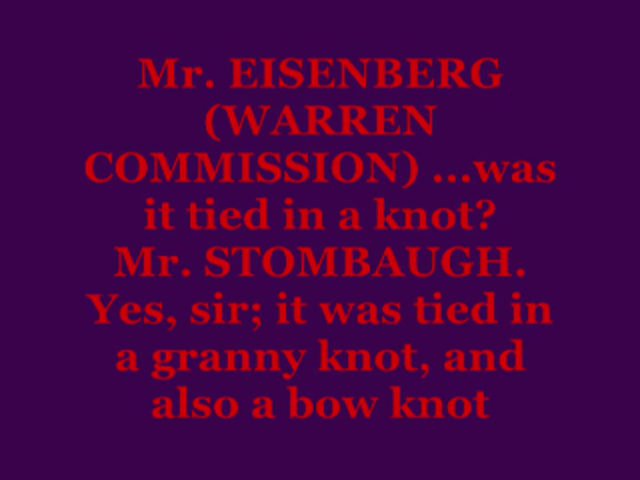 Mr. EISENBERG
(WARREN
COMMISSION) ...was
it tied in a knot?
Mr. STOMBAUGH.
Yes, sir; it was tied in
a granny knot, and
also a bow knot